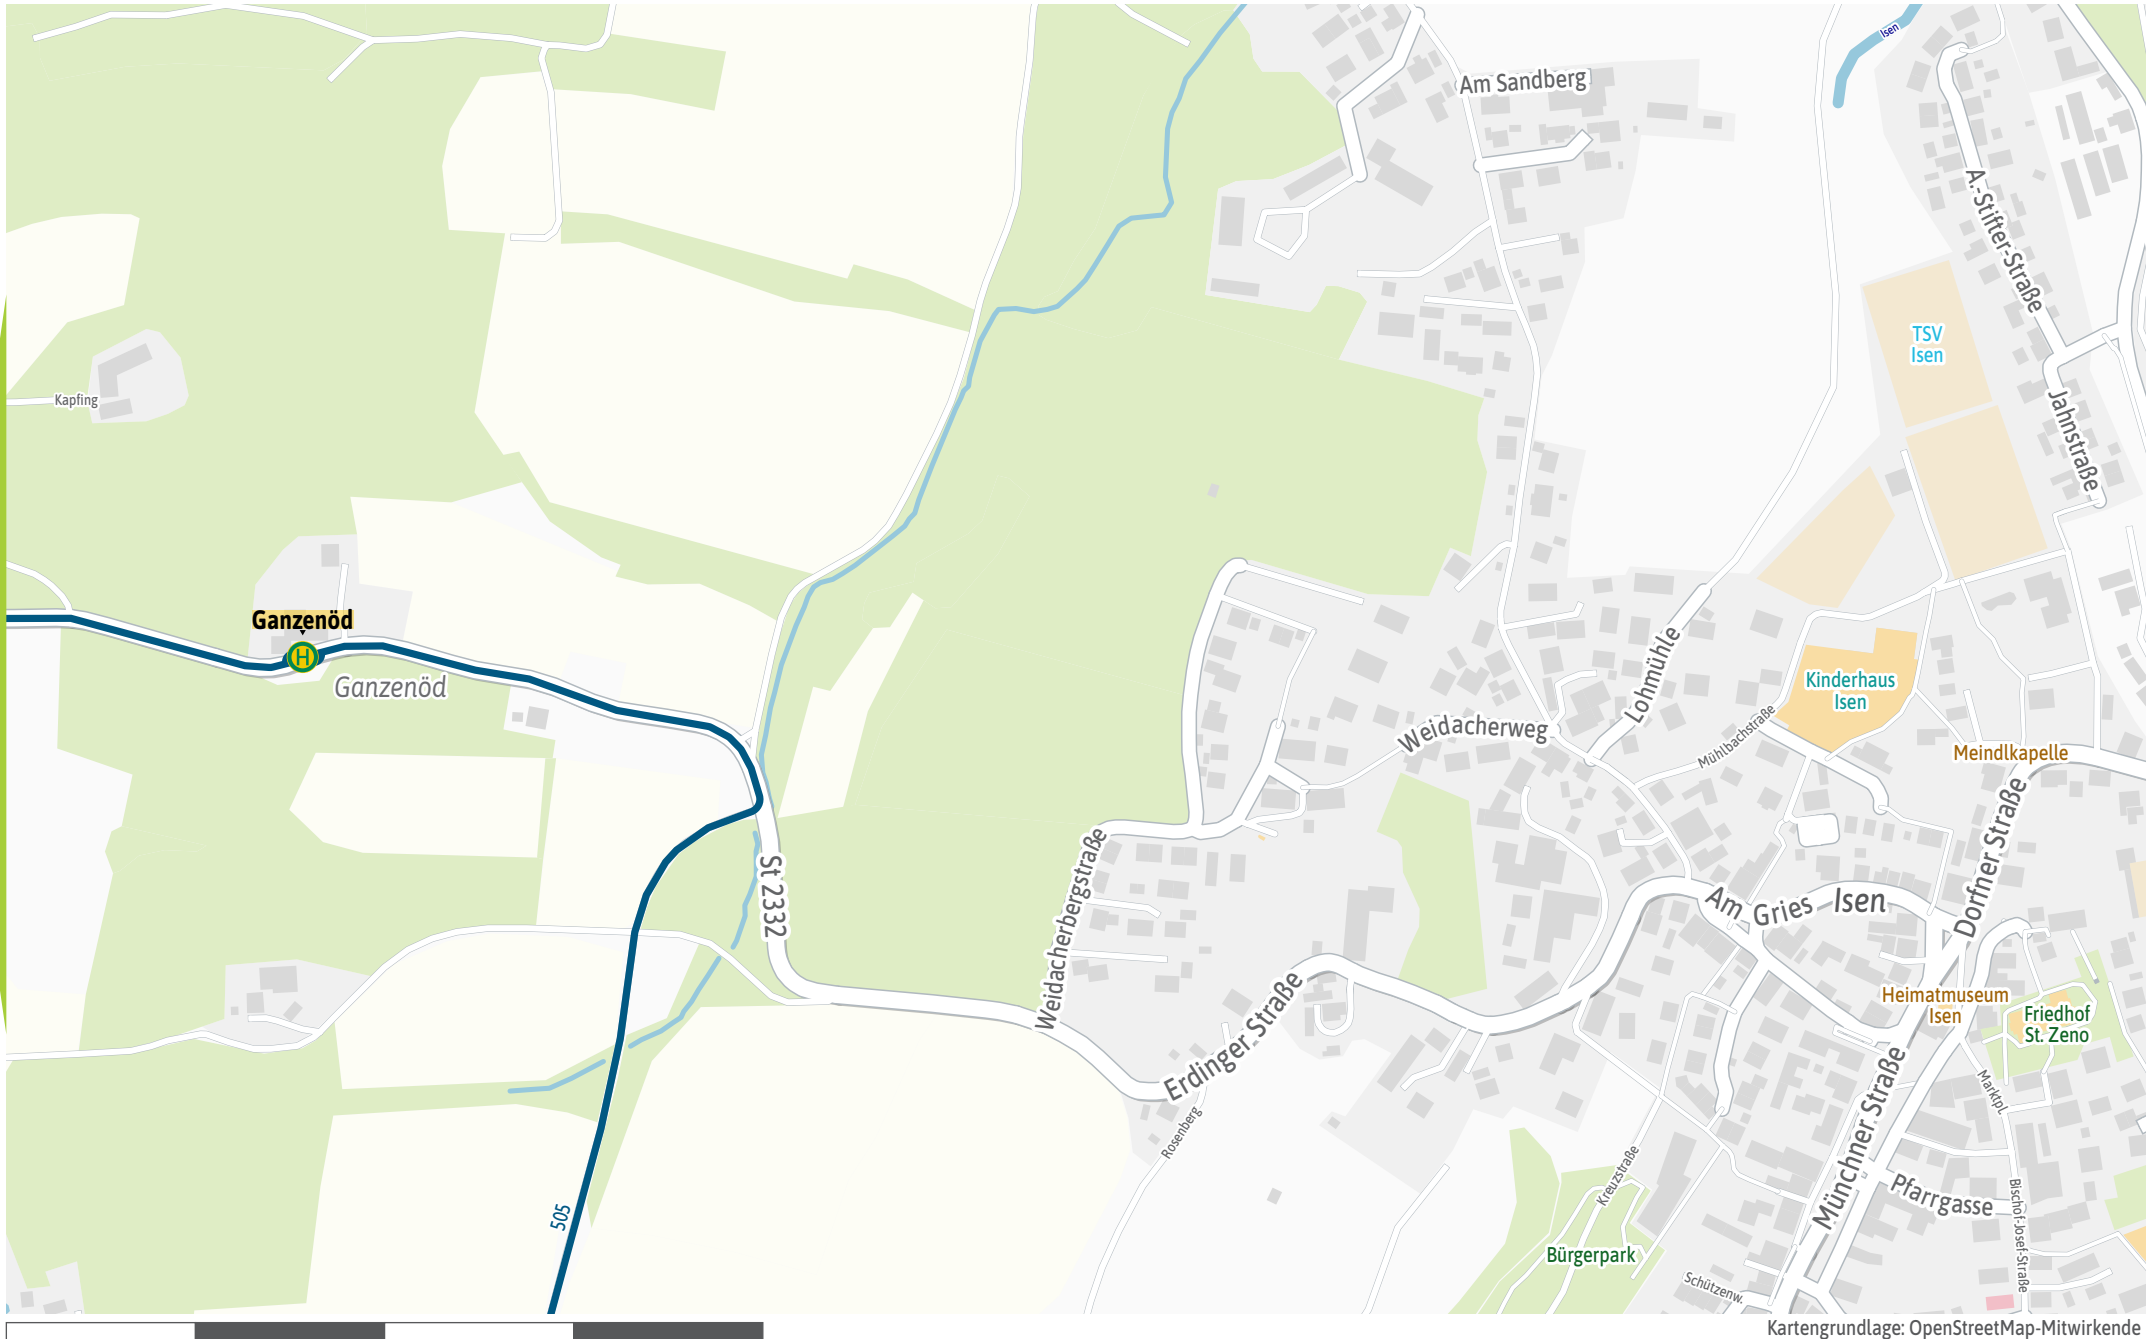 Isen
Am Sandberg
A.-Stifter-Straße
TSV
Isen
Kapfing
Jahnstraße
Ganzenöd
H
Ganzenöd
Lohmühle
Kinderhaus
Isen
Weidacherweg
Mühlbachstraße
Meindlkapelle
Dorfner Straße
St 2332
Weidacherbergstraße
Am Gries
Isen
Erdinger Straße
Heimatmuseum
Isen
Friedhof
St. Zeno
Marktpl.
Münchner Straße
Rosenberg
Kreuzstraße
Pfarrgasse
Bischof-Josef-Straße
505
Bürgerpark
Schützenw.
Kartengrundlage: OpenStreetMap-Mitwirkende